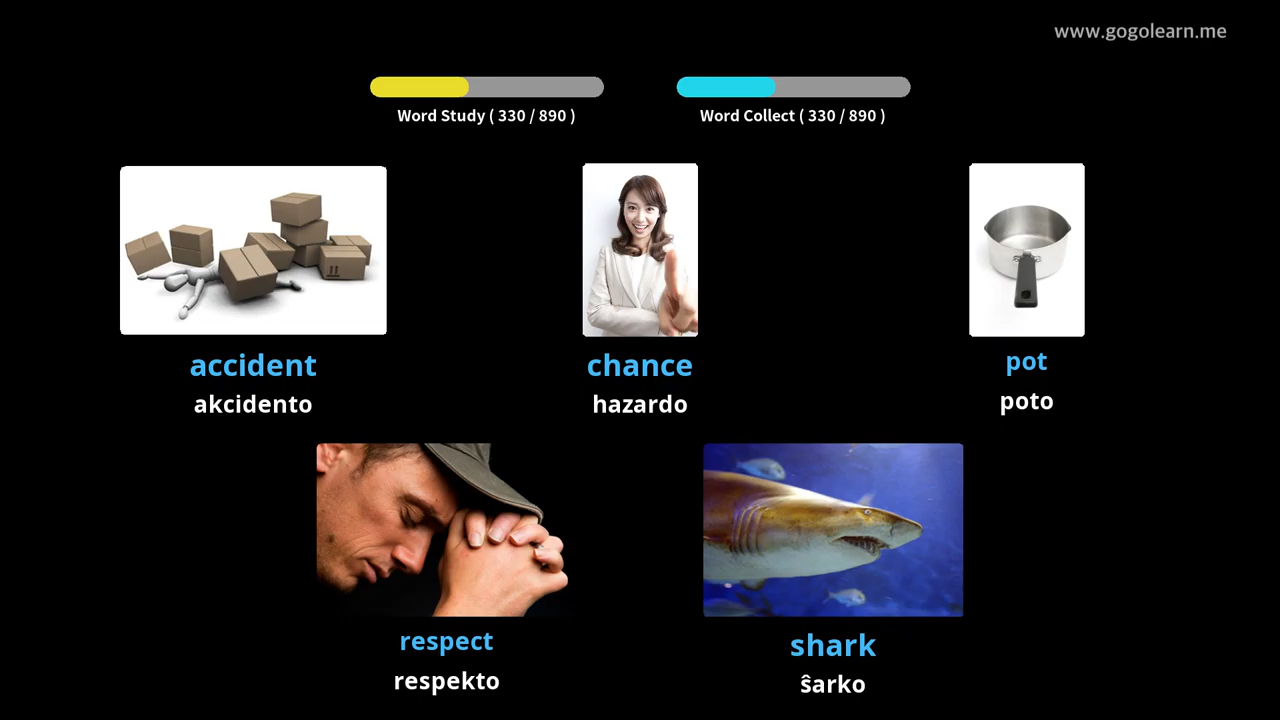 www.gogolearn.me
Word Study ( 330 / 890 )
Word Collect ( 330 / 890 )
accident
akcidento
chance
hazardo
pot
poto
respect
respekto
shark
ŝarko